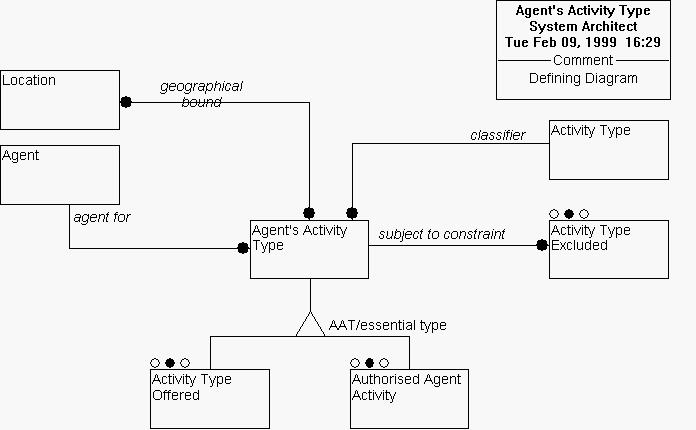 Agent's Activity Type
System Architect
Tue Feb 09, 1999 16:29
Comment
Defining Diagram
Location
geographical
bound
Agent
Activity Type
classifier
agent for
Agent's Activity
Type
subject to constraint
Activity Type
Excluded
AAT/essential type
Activity Type
Offered
Authorised Agent
Activity